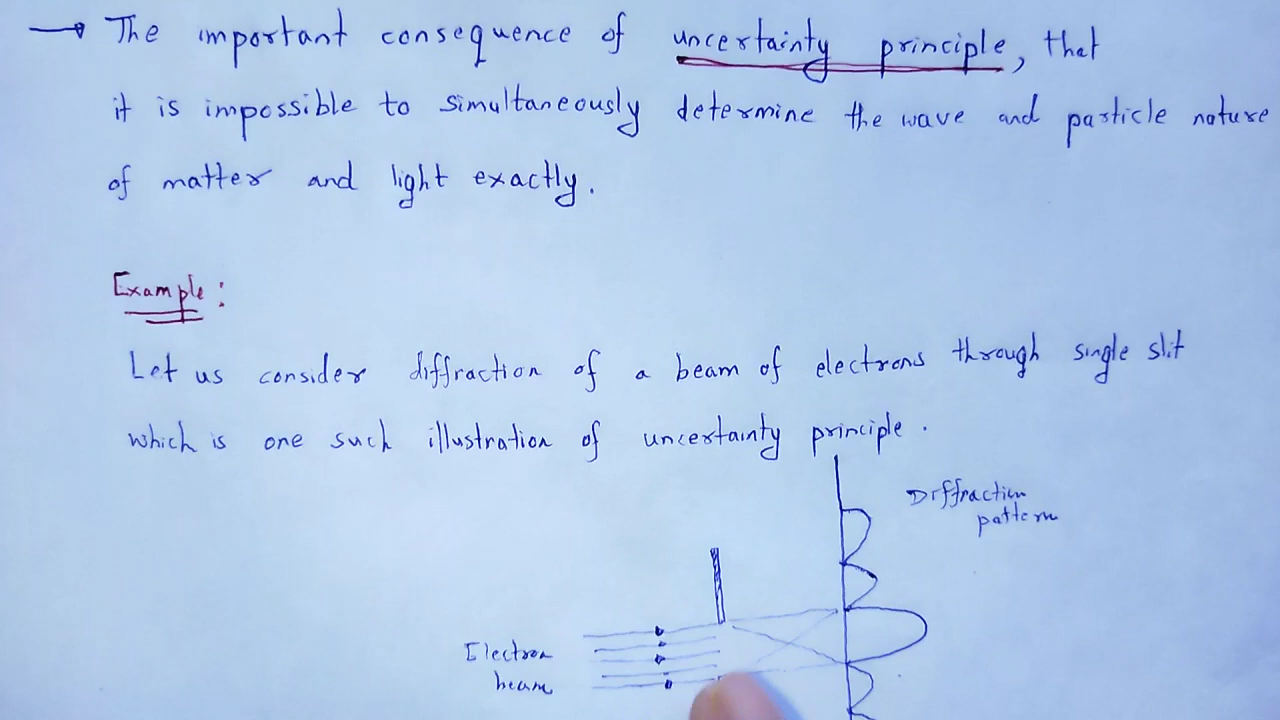 → The important consequence of uncertainty principle, that
it is impossible to simultaneously determine the wave and particle nature
of matter and light exactly.
Example:
Let us consider diffraction of a beam of electrons through single slit
which is one such illustration of uncertainty principle.
Diffraction
pattern
Electron
beam